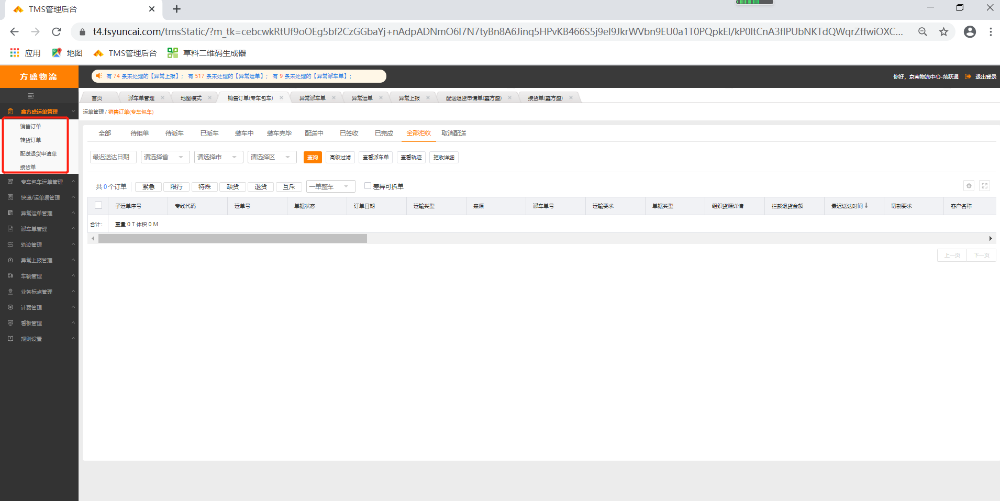 TMS管理后台
t4.fsyuncai.com/tmsStatic/?m_tk=cebcwkRtUf9oOEg5bf2CzGGbaYj+nAdpADNmO6I7N7tyBn8A6Jinq5HPvKB466S5j9eI9JkrWVbn9EU0a1T0PQpkEl/kP0ItCnA3flPUbNKTdQWqrZffwiOXC...
应用 地图 TMS管理后台 草料二维码生成器
方盛物流
有 74 条未处理的【异常上报】; 有 517 条未处理的【异常运单】; 有 9 条未处理的【异常派车单】;
你好，京南物流中心-范跃通 退出登录
首页 派车单管理 地图模式 销售订单(专车包车) 异常派车单 异常运单 异常上报 配送退货申请单(鑫方盛) 接货单(鑫方盛)
鑫方盛运单管理
销售订单
转货订单
配送退货申请单
接货单
专车包车运单管理
快递/运单据管理
异常运单管理
派车单管理
轨迹管理
异常上报管理
车辆管理
业务标点管理
计费管理
看板管理
规则设置
运单管理 / 销售订单(专车包车)
全部 待组单 待派车 已派车 装车中 装车完毕 配送中 已签收 已完成 全部拒收 取消配送
最迟送达日期 请选择省 请选择市 请选择区 查询 高级过滤 查看派车单 查看轨迹 拒收详细
共 0 个订单 紧急 限行 特殊 缺货 退货 互斥 一单整车 差异可拆单
子运单序号 专线代码 运单号 单据状态 订单日期 运输类型 来源 派车单号 运输要求 单据类型 组织货源详情 拦截退货金额 最迟送达时间 切割要求 客户名称
合计: 重量 0 T 体积 0 M
上一页 下一页